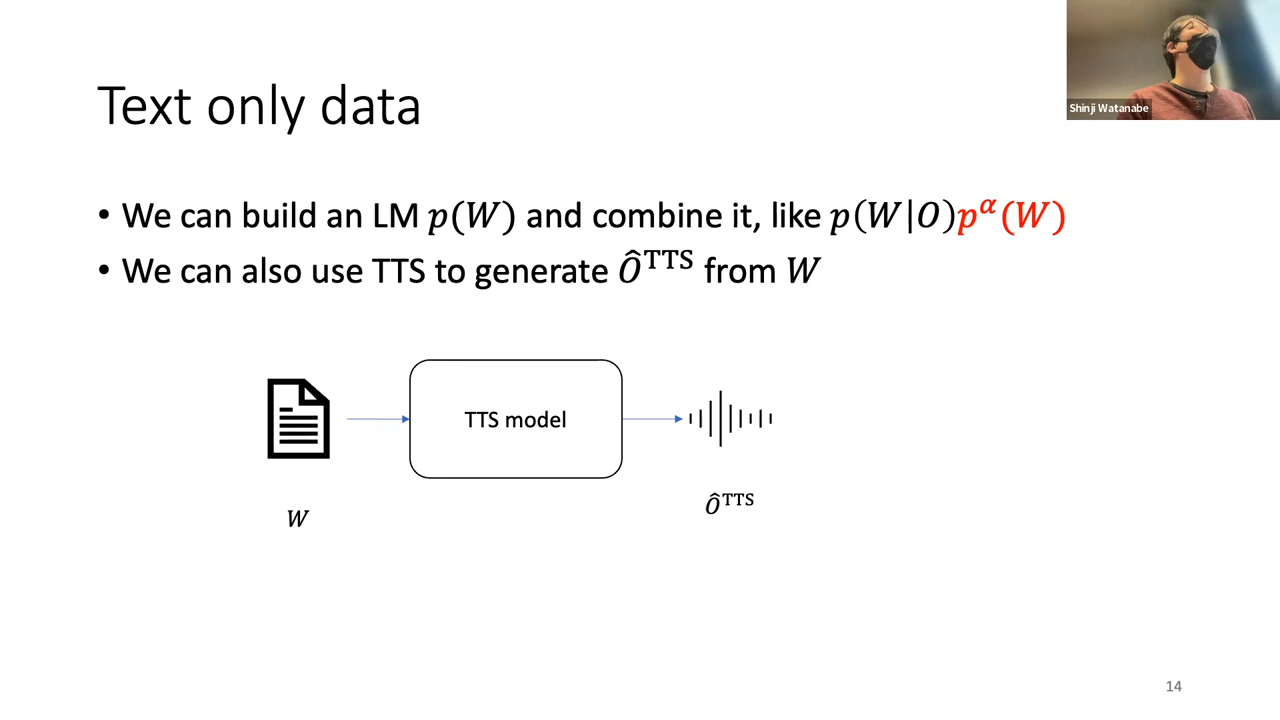 Shinji Watanabe
Text only data
• We can build an LM p(W) and combine it, like p(W|O)p^α(W)
• We can also use TTS to generate Ô^TTS from W
TTS model
W
Ô^TTS
14